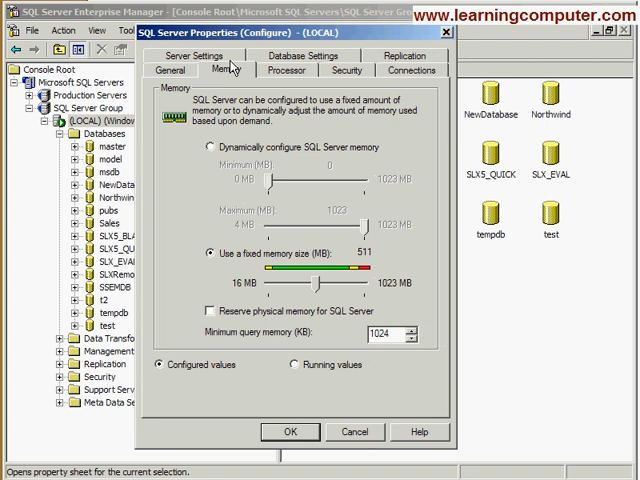 www.learningcomputer.com
SQL Server Enterprise Manager - [Console Root\Microsoft SQL Servers\SQL Server Gro
File Action View
SQL Server Properties (Configure) - (LOCAL)
Server Settings Database Settings Replication
General Memory Processor Security Connections
Memory
SQL Server can be configured to use a fixed amount of
memory or to dynamically adjust the amount of memory used
based upon demand.
Dynamically configure SQL Server memory
Minimum (MB): 0
0 MB 1023 MB
Maximum (MB): 1023
4 MB 1023 MB
Use a fixed memory size (MB): 511
16 MB 1023 MB
Reserve physical memory for SQL Server
Minimum query memory (KB): 1024
Configured values Running values
OK Cancel Help
Console Root
Microsoft SQL Servers
Production Servers
SQL Server Group
(LOCAL) (Window
Databases
master
model
msdb
NewData
Northwin
pubs
Sales
SLX5_BLA
SLX5_QU
SLX_EVAL
SLXRemo
SSEMDB
t2
tempdb
test
Data Transfo
Management
Replication
Security
Support Serv
Meta Data Se
NewDatabase Northwind
SLX5_QUICK SLX_EVAL
tempdb test
Opens property sheet for the current selection.